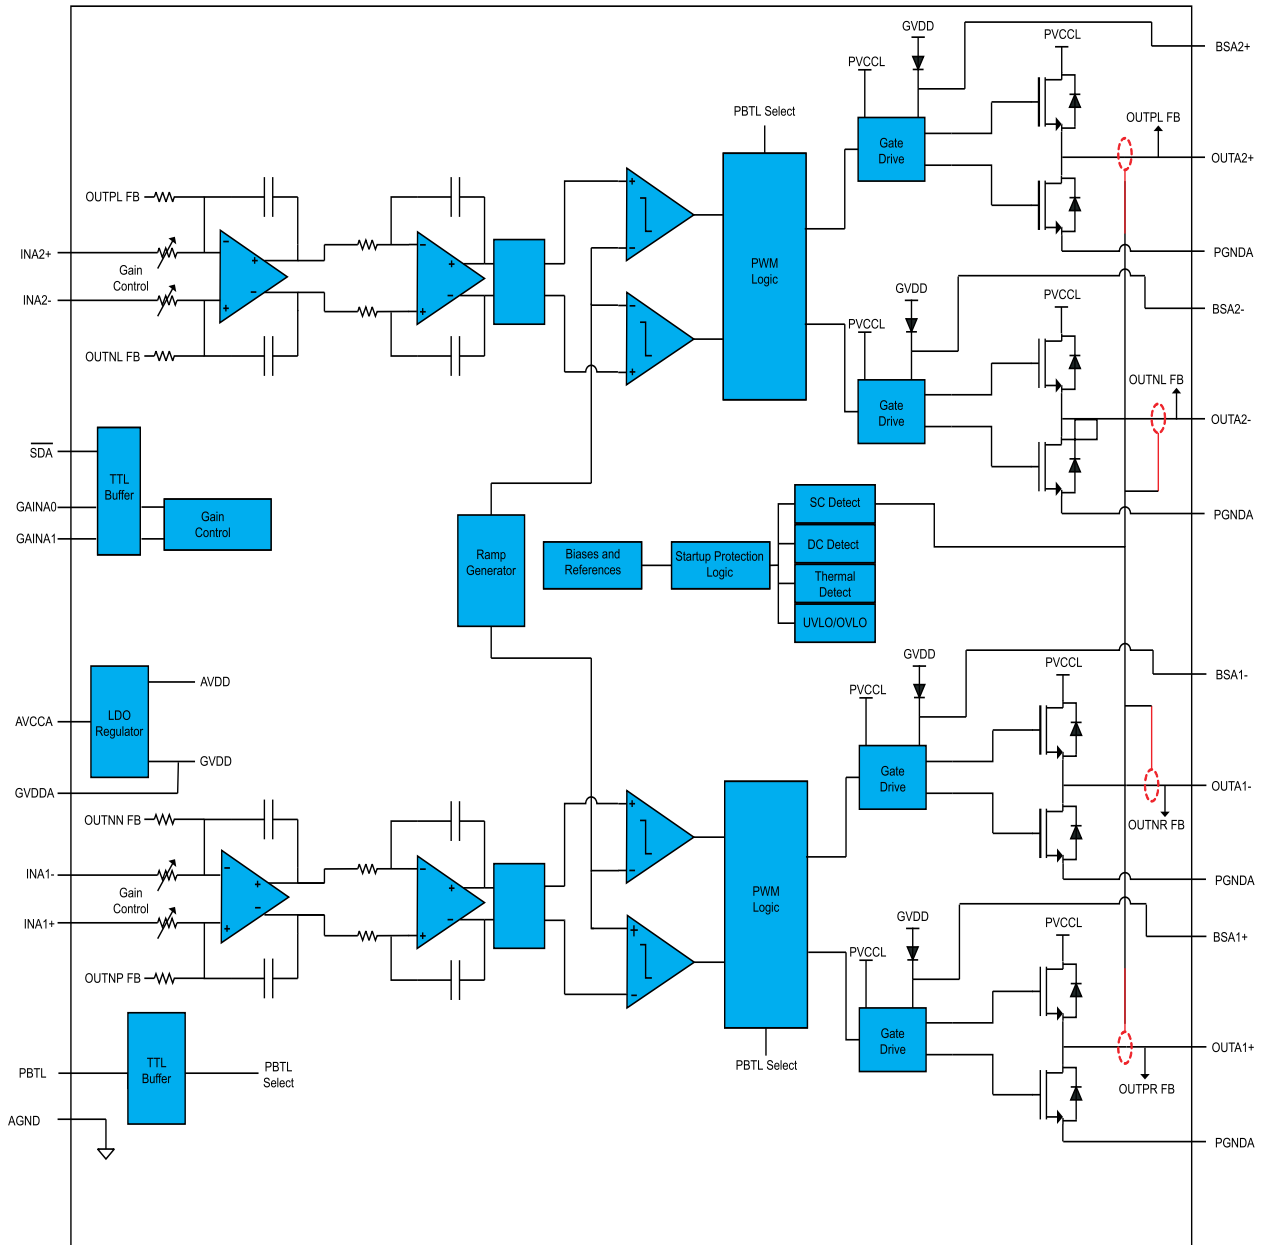 GVDD
PVCCL
BSA2+
PVCCL
PBTL Select
OUTPL FB
Gate
Drive
OUTA2+
OUTPL FB
+
−
INA2+
−
+
−
+
Gain
Control
PWM
Logic
PGNDA
INA2-
+
−
+
−
GVDD
PVCCL
BSA2-
PVCCL
OUTNL FB
−
+
Gate
Drive
OUTNL FB
OUTA2-
SDA
TTL
Buffer
GAINA0
GAINA1
Gain
Control
Ramp
Generator
Biases and
References
Startup Protection
Logic
SC Detect
DC Detect
Thermal
Detect
UVLO/OVLO
PGNDA
AVDD
LDO
Regulator
AVCCA
GVDD
GVDDA
GVDD
PVCCL
BSA1-
PVCCL
Gate
Drive
OUTA1-
OUTNR FB
OUTNN FB
+
−
INA1-
−
+
−
+
Gain
Control
PWM
Logic
PGNDA
INA1+
+
−
+
−
GVDD
PVCCL
BSA1+
PVCCL
OUTNP FB
+
−
Gate
Drive
OUTA1+
OUTPR FB
PBTL
TTL
Buffer
PBTL
Select
PBTL Select
AGND
PGNDA